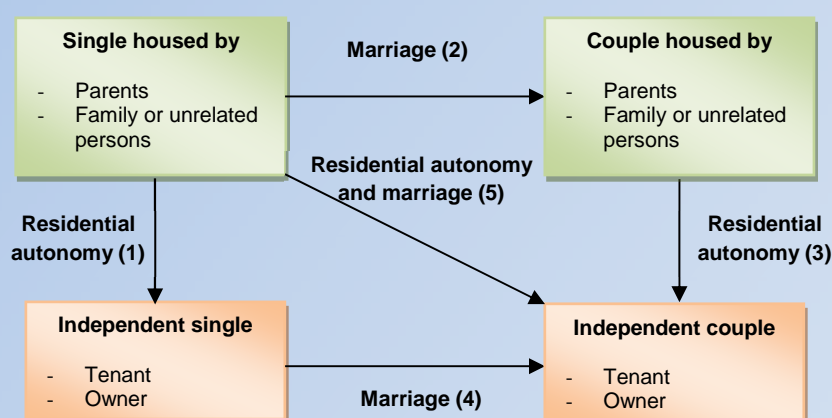 Single housed by
- Parents
- Family or unrelated
persons
Marriage (2)
Couple housed by
- Parents
- Family or unrelated
persons
Residential autonomy
and marriage (5)
Residential
autonomy (1)
Residential
autonomy (3)
Independent single
- Tenant
- Owner
Marriage (4)
Independent couple
- Tenant
- Owner